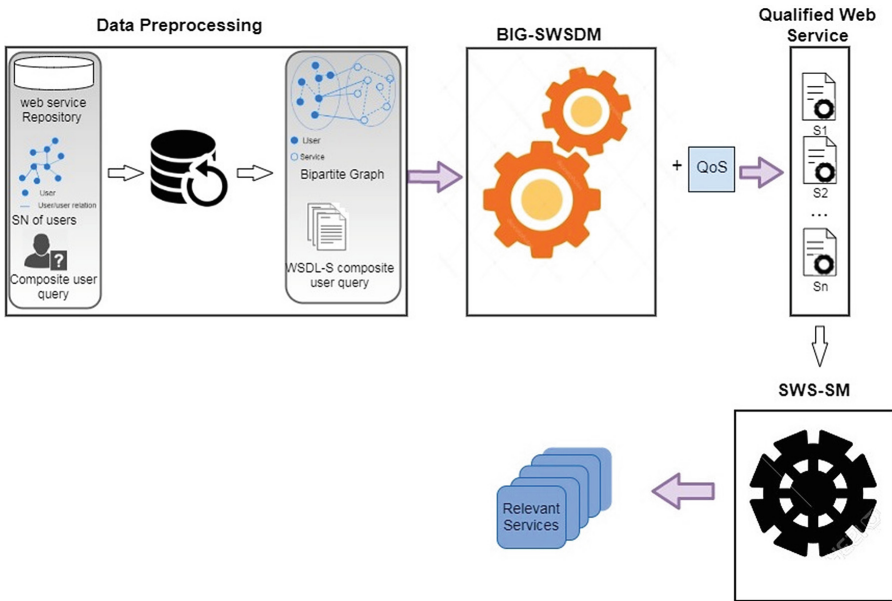 Data Preprocessing
web service
Repository
User
User/user relation
SN of users
?
Composite user
query
User
Service
Bipartite Graph
WSDL-S composite
user query
BIG-SWSDM
+
QoS
Qualified Web
Service
S1
S2
...
Sn
SWS-SM
Relevant
Services